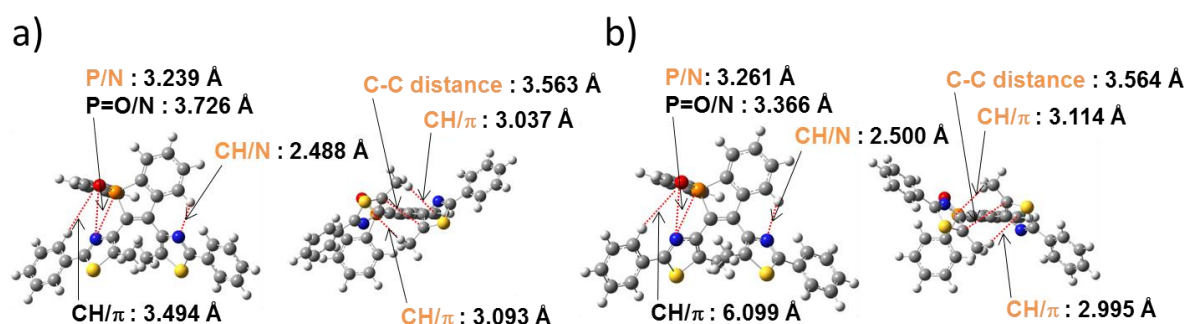 a)
P/N : 3.239 Å
P=O/N : 3.726 Å
CH/N : 2.488 Å
CH/π : 3.494 Å
C-C distance : 3.563 Å
CH/π : 3.037 Å
CH/π : 3.093 Å
b)
P/N: 3.261 Å
P=O/N : 3.366 Å
CH/N : 2.500 Å
CH/π : 6.099 Å
C-C distance : 3.564 Å
CH/π : 3.114 Å
CH/π : 2.995 Å